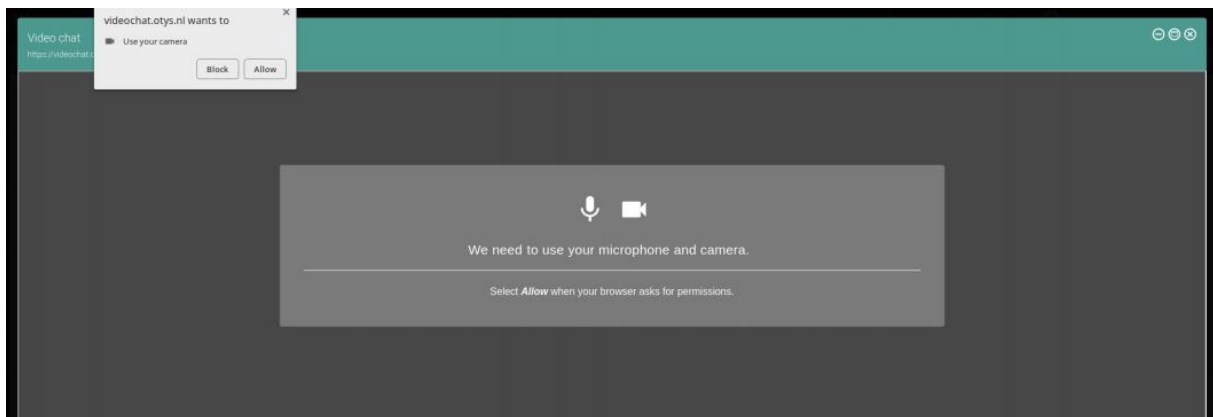 videochat.otys.nl wants to
Use your camera
Block Allow
Video chat
We need to use your microphone and camera.
Select Allow when your browser asks for permissions.